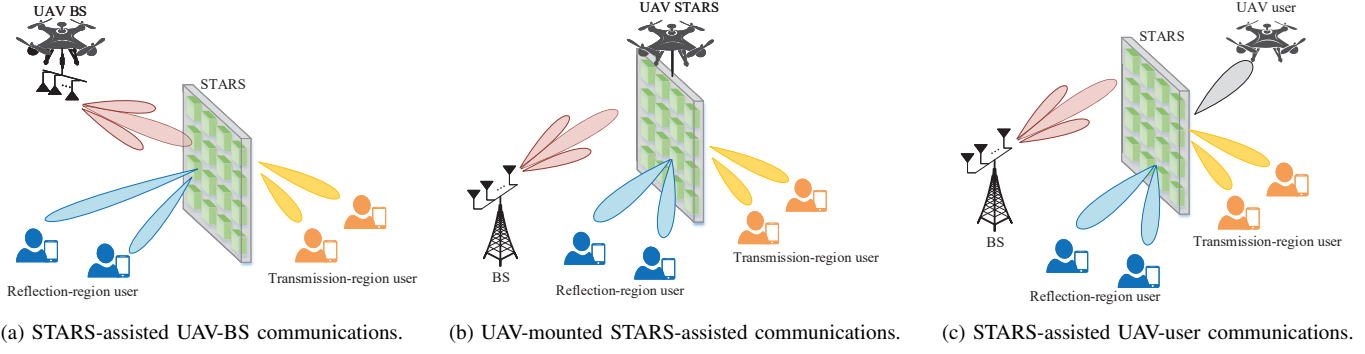 UAV BS
STARS
Reflection-region user
Transmission-region user
(a) STARS-assisted UAV-BS communications.
UAV STARS
BS
Reflection-region user
Transmission-region user
(b) UAV-mounted STARS-assisted communications.
UAV user
STARS
BS
Reflection-region user
Transmission-region user
(c) STARS-assisted UAV-user communications.